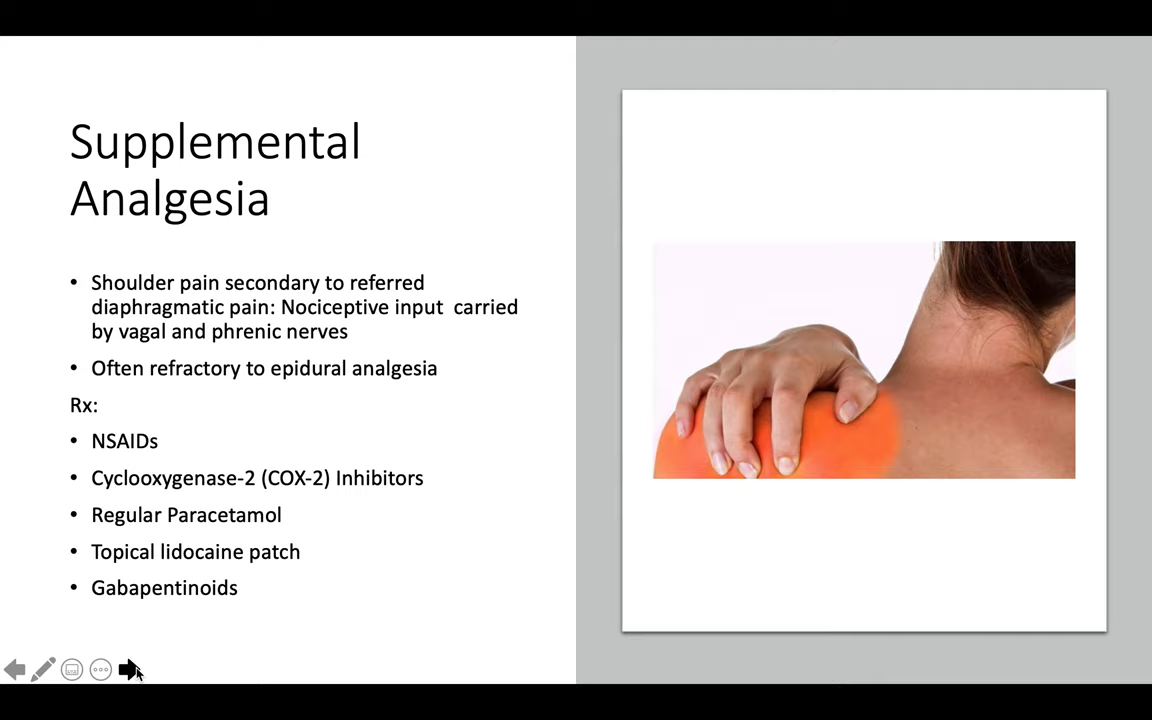 Supplemental
Analgesia
• Shoulder pain secondary to referred
diaphragmatic pain: Nociceptive input  carried
by vagal and phrenic nerves
• Often refractory to epidural analgesia
Rx:
• NSAIDs
• Cyclooxygenase-2 (COX-2) Inhibitors
• Regular Paracetamol
• Topical lidocaine patch
• Gabapentinoids